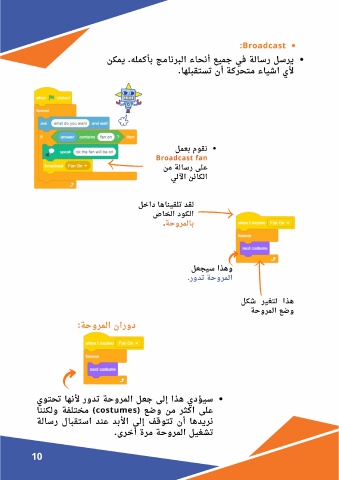 • Broadcast:
• يرسل رسالة في جميع أنحاء البرنامج بأكمله. يمكن
لأي اشياء متحركة أن تستقبلها.
when clicked
forever
ask what do you want and wait
if answer contains fan on ? then
speak ok the fan will be on
broadcast Fan On
• نقوم بعمل
Broadcast fan
على رسالة من
الكائن الآلي
لقد تلقيناها داخل
الكود الخاص
بالمروحة.
when I receive Fan On
forever
next costume
وهذا سيجعل
المروحة تدور.
هذا لتغير شكل
وضع المروحة
دوران المروحة:
when I receive Fan On
forever
next costume
• سيؤدي هذا إلى جعل المروحة تدور لأنها تحتوي
على أكثر من وضع (costumes) مختلفة ولكننا
نريدها أن تتوقف إلى الأبد عند استقبال رسالة
تشغيل المروحة مرة أخرى.
10